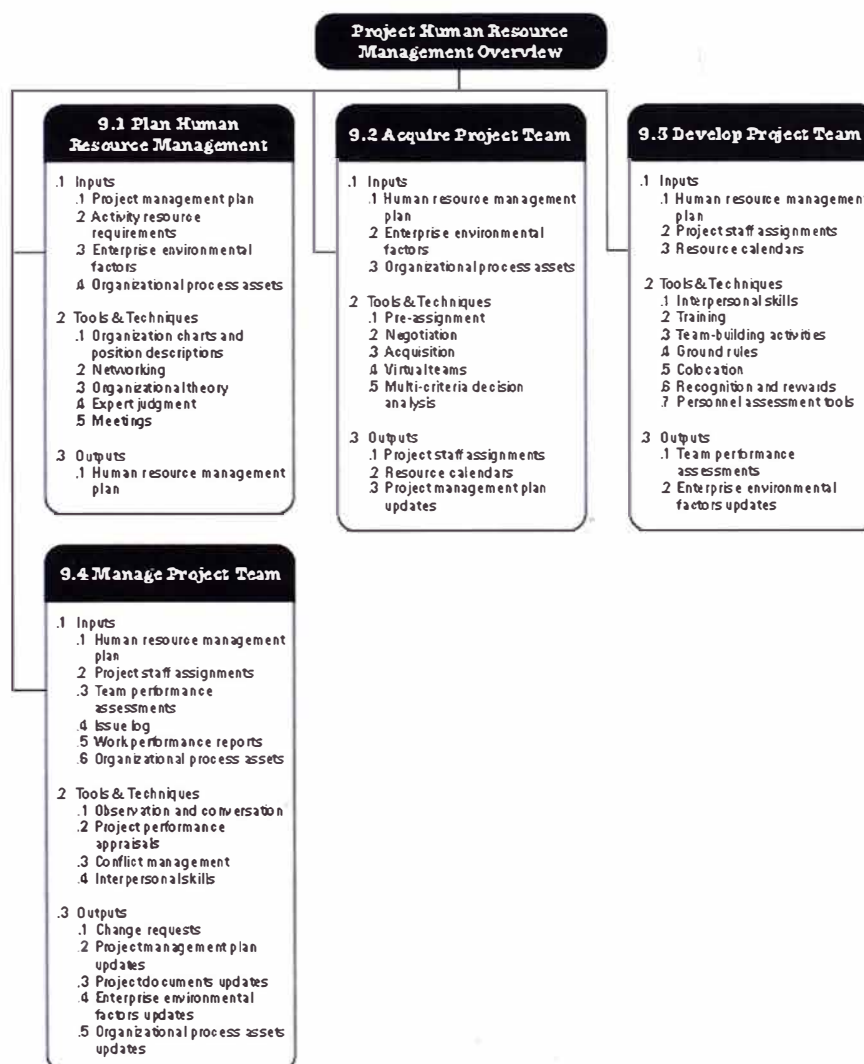 Project Human Resource
Management Overview
9.1 Plan Human
Resource Management
.1 Inputs
.1 Project management plan
.2 Activity resource
requirements
.3 Enterprise environmental
factors
.4 Organizational process assets
.2 Tools & Techniques
.1 Organization charts and
position descriptions
.2 Networking
.3 Organizational theory
.4 Expert judgment
.5 Meetings
.3 Outputs
.1 Human resource management
plan
9.2 Acquire Project Team
.1 Inputs
.1 Human resource management
plan
.2 Enterprise environmental
factors
.3 Organizational process assets
.2 Tools & Techniques
.1 Pre-assignment
.2 Negotiation
.3 Acquisition
.4 Virtual teams
.5 Multi-criteria decision
analysis
.3 Outputs
.1 Project staff assignments
.2 Resource calendars
.3 Project management plan
updates
9.3 Develop Project Team
.1 Inputs
.1 Human resource management
plan
.2 Project staff assignments
.3 Resource calendars
.2 Tools & Techniques
.1 Interpersonal skills
.2 Training
.3 Team-building activities
.4 Ground rules
.5 Colocation
.6 Recognition and rewards
.7 Personnel assessment tools
.3 Outputs
.1 Team performance
assessments
.2 Enterprise environmental
factors updates
9.4 Manage Project Team
.1 Inputs
.1 Human resource management
plan
.2 Project staff assignments
.3 Team performance
assessments
.4 Issue log
.5 Work performance reports
.6 Organizational process assets
.2 Tools & Techniques
.1 Observation and conversation
.2 Project performance
appraisals
.3 Conflict management
.4 Interpersonal skills
.3 Outputs
.1 Change requests
.2 Project management plan
updates
.3 Project documents updates
.4 Enterprise environmental
factors updates
.5 Organizational process assets
updates